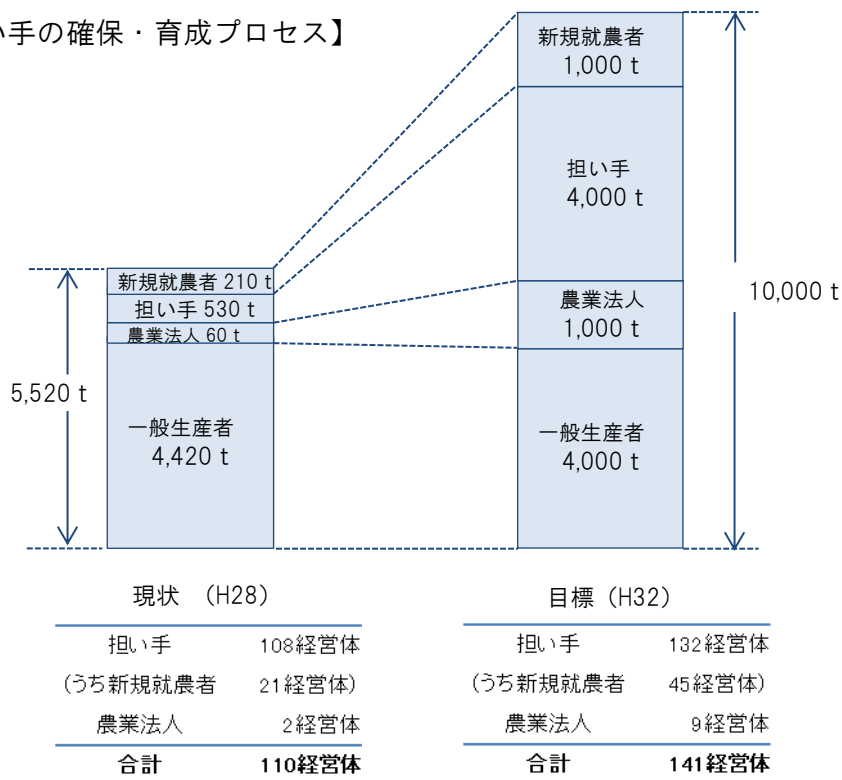 い手の確保・育成プロセス】
新規就農者
1,000 t
担い手
4,000 t
農業法人
1,000 t
一般生産者
4,000 t
10,000 t
新規就農者 210 t
担い手 530 t
農業法人 60 t
一般生産者
4,420 t
5,520 t
現状 （H28）
担い手 108経営体
(うち新規就農者 21経営体)
農業法人 2経営体
合計 110経営体
目標（H32）
担い手 132経営体
(うち新規就農者 45経営体)
農業法人 9経営体
合計 141経営体